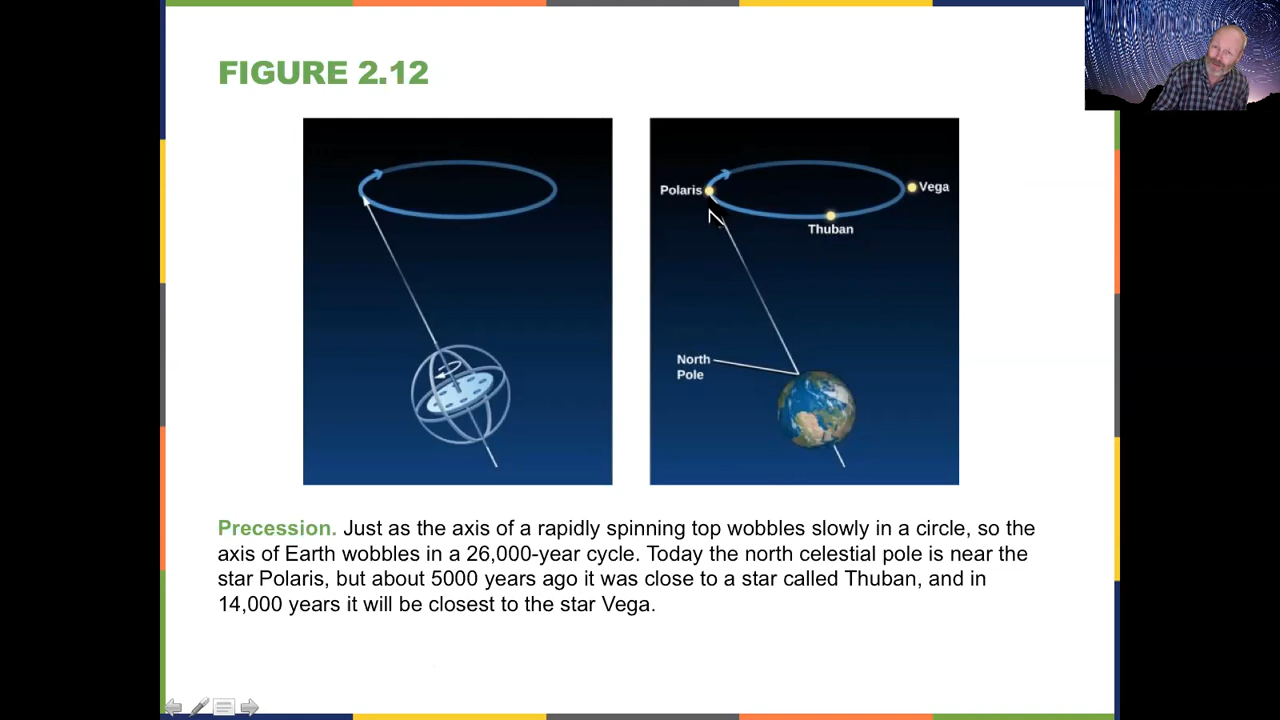 FIGURE 2.12
Polaris
Vega
Thuban
North
Pole
Precession. Just as the axis of a rapidly spinning top wobbles slowly in a circle, so the
axis of Earth wobbles in a 26,000-year cycle. Today the north celestial pole is near the
star Polaris, but about 5000 years ago it was close to a star called Thuban, and in
14,000 years it will be closest to the star Vega.